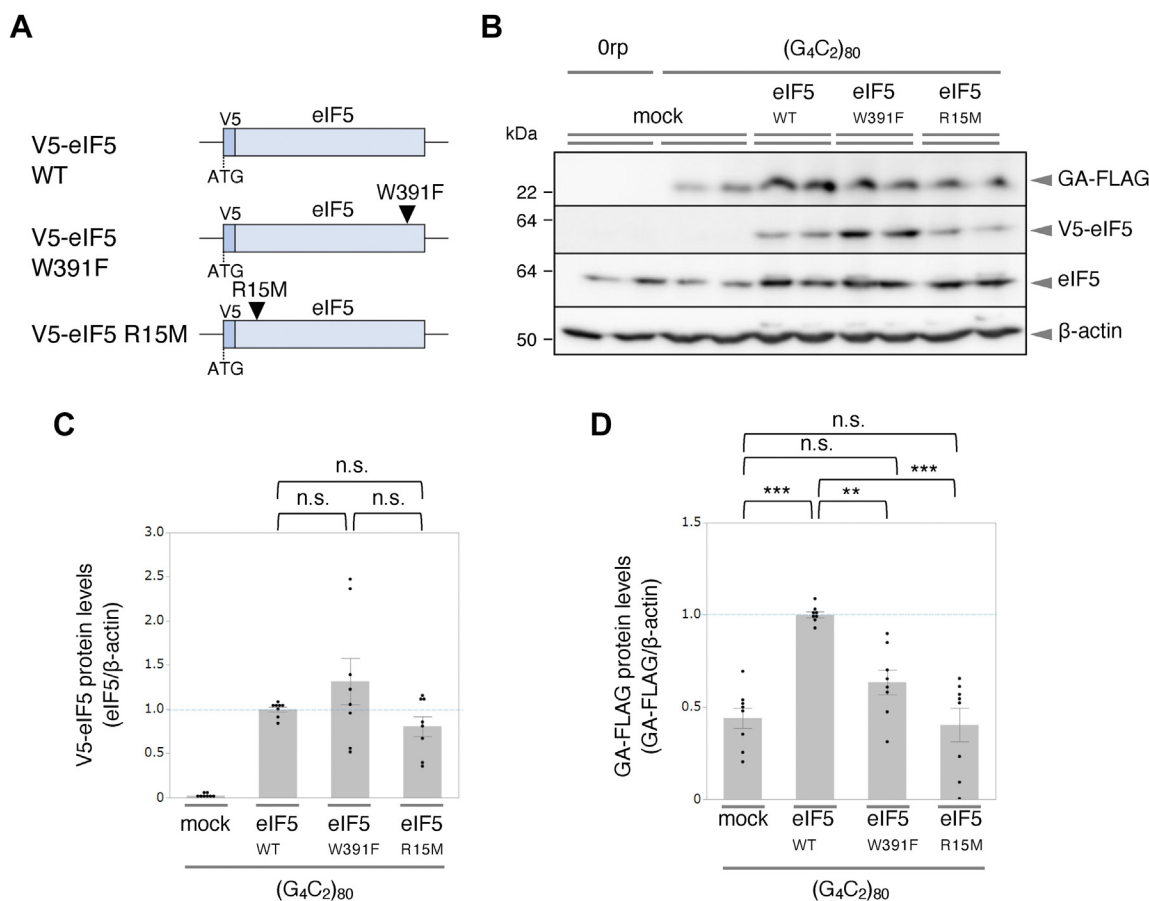 A
V5-eIF5
WT
V5
eIF5
ATG
V5-eIF5
W391F
V5
eIF5
W391F
ATG
V5-eIF5 R15M
R15M
V5
eIF5
ATG
B
0rp
(G4C2)80
mock
eIF5
WT
eIF5
W391F
eIF5
R15M
kDa
22
GA-FLAG
64
V5-eIF5
64
eIF5
50
β-actin
C
n.s.
n.s.
n.s.
V5-eIF5 protein levels
(eIF5/β-actin)
3.0
2.5
2.0
1.5
1.0
0.5
0
mock
eIF5
WT
eIF5
W391F
eIF5
R15M
(G4C2)80
D
n.s.
n.s.
***
***
**
GA-FLAG protein levels
(GA-FLAG/β-actin)
1.5
1.0
0.5
0
mock
eIF5
WT
eIF5
W391F
eIF5
R15M
(G4C2)80